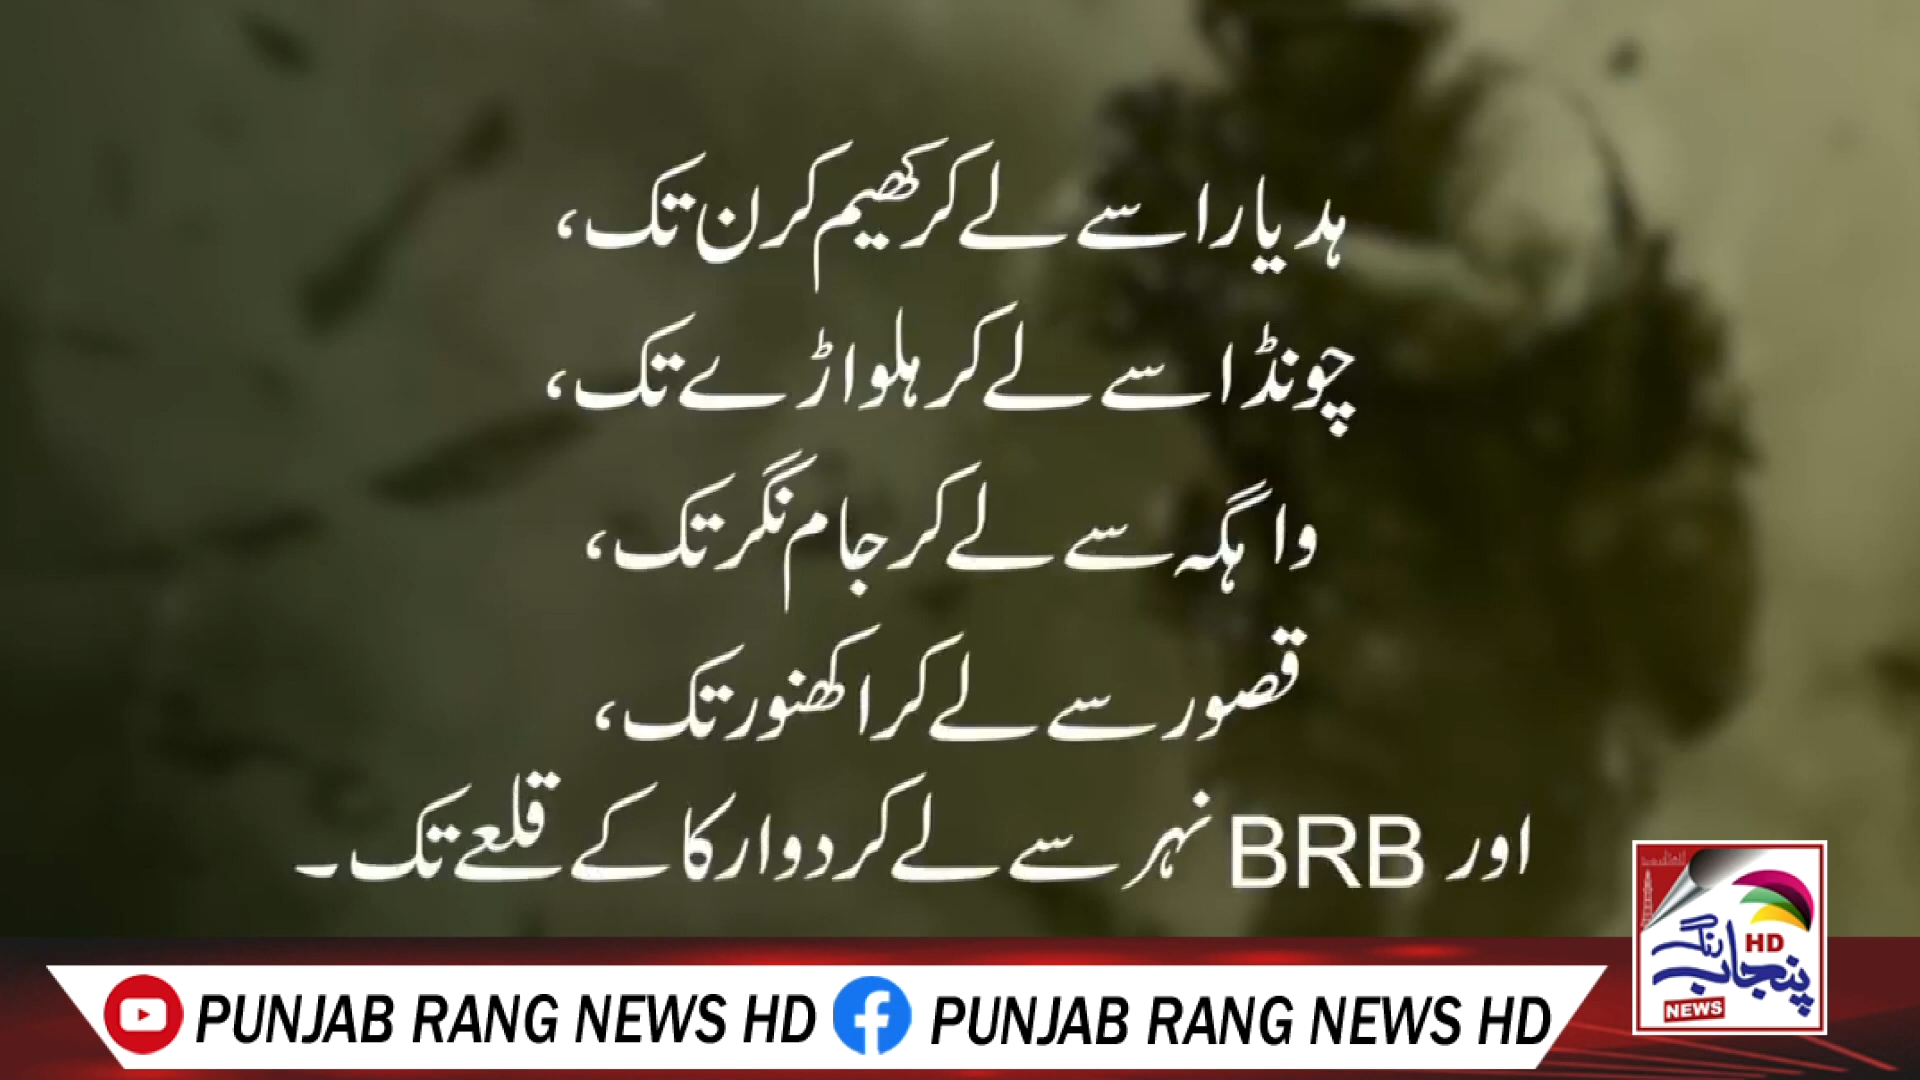 ہدیارا سے لے کر کھیم کرن تک،
چونڈا سے لے کر ہلواڑے تک،
واہگہ سے لے کر جام نگر تک،
قصور سے لے کر اکھنور تک،
اور BRB نہر سے لے کر دوارکا کے قلعے تک۔
PUNJAB RANG NEWS HD PUNJAB RANG NEWS HD
پنجاب رنگ HD
NEWS